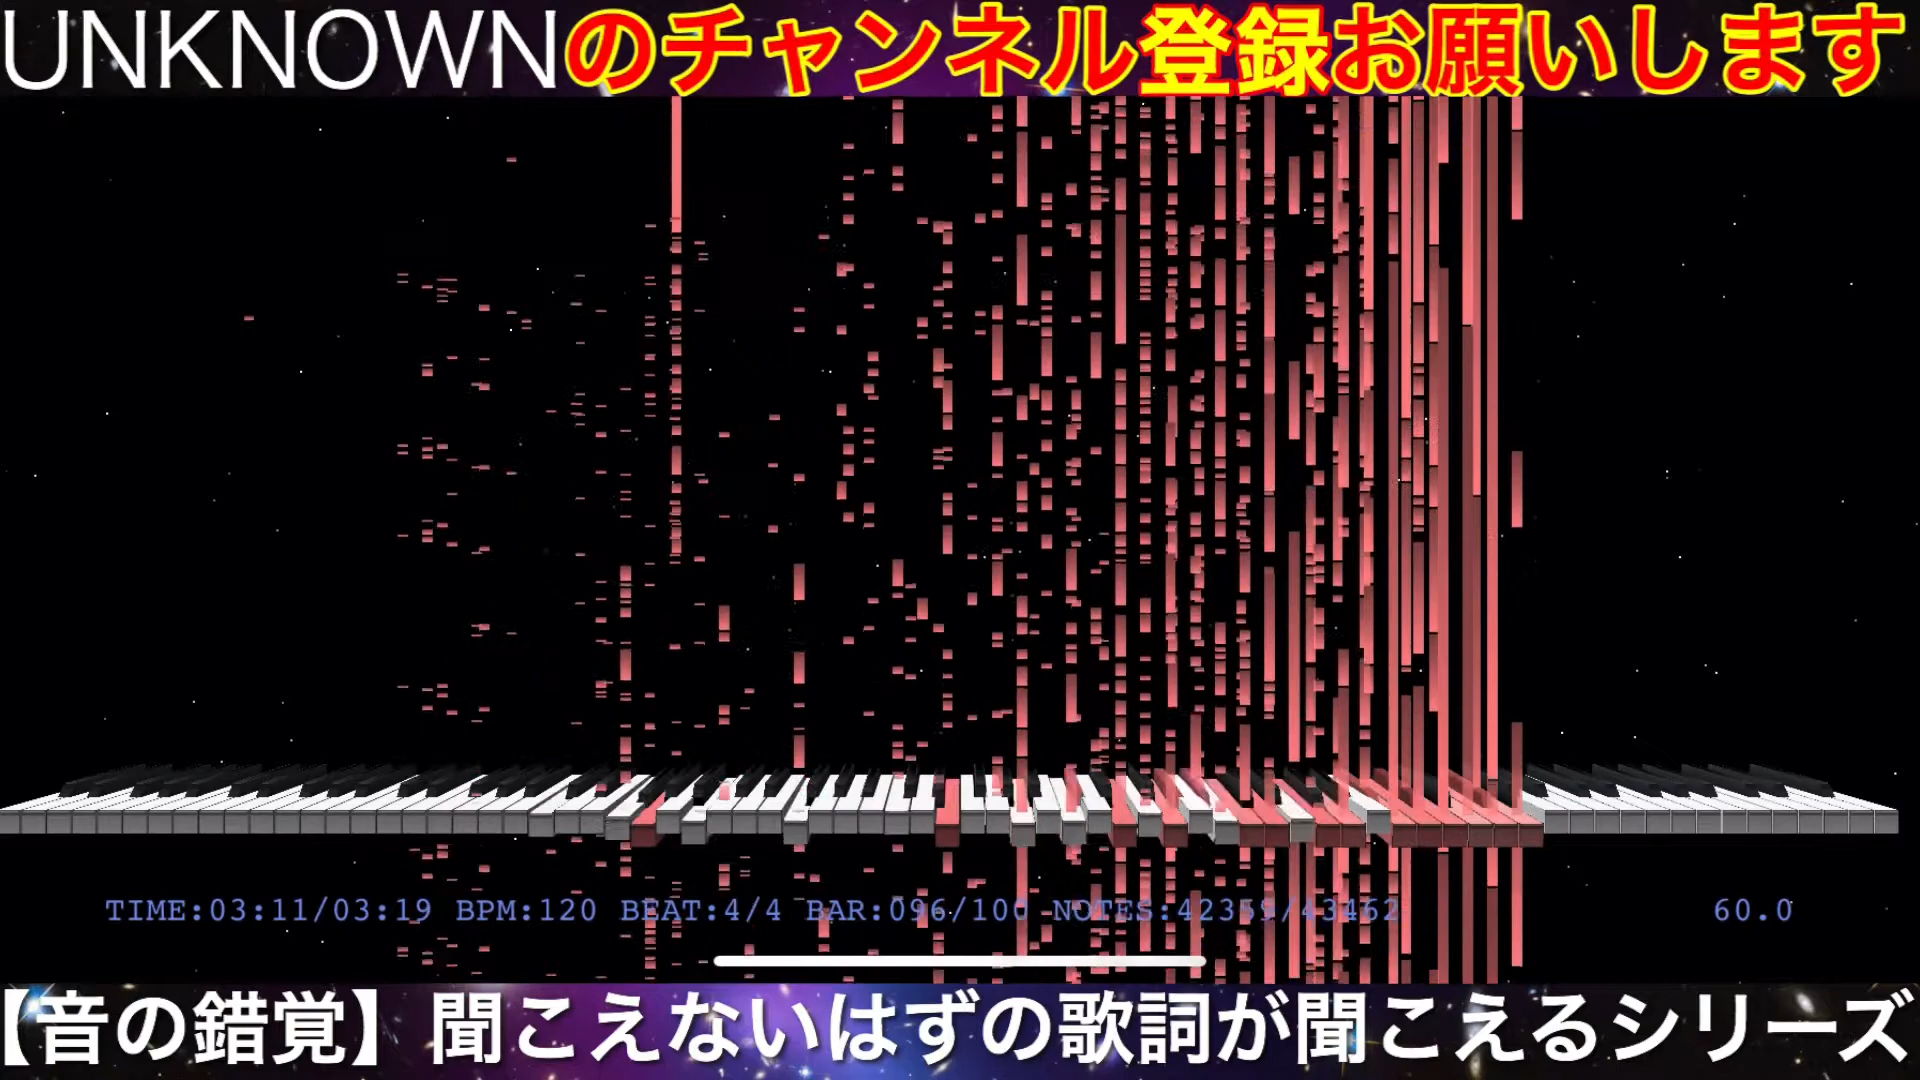 UNKNOWNのチャンネル登録お願いします
TIME:03:11/03:19 BPM:120 BEAT:4/4 BAR:096/100 NOTES:42359/43462 60.0
【音の錯覚】聞こえないはずの歌詞が聞こえるシリーズ